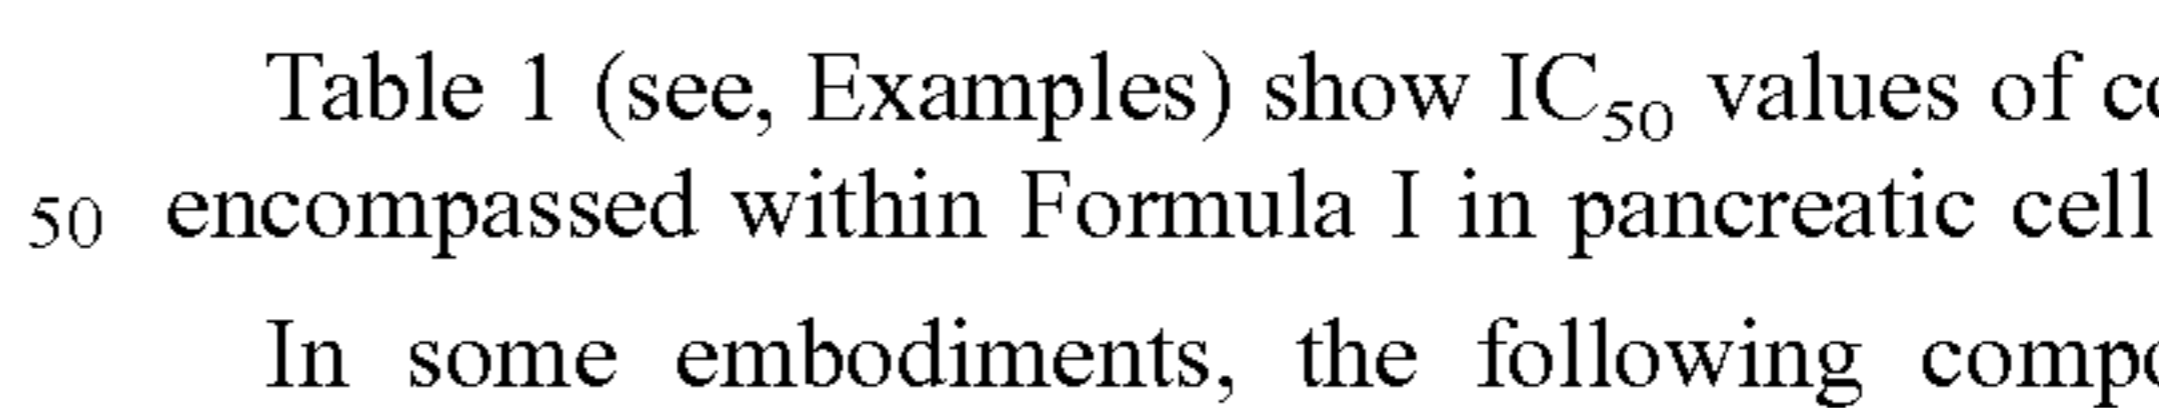 Table 1 (see, Examples) show IC₅₀ values of
50 encompassed within Formula I in pancreatic cell
In some embodiments, the following